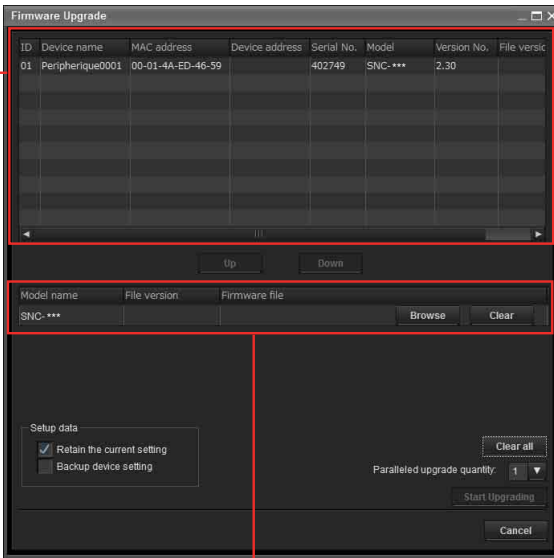 Firmware Upgrade
ID Device name MAC address Device address Serial No. Model Version No. File versic
01 Peripherique0001 00-01-4A-ED-46-59 402749 SNC-*** 2.30
Up Down
Model name File version Firmware file
SNC-*** Browse Clear
Setup data
Retain the current setting
Backup device setting
Clear all
Paralleled upgrade quantity: 1
Start Upgrading
Cancel